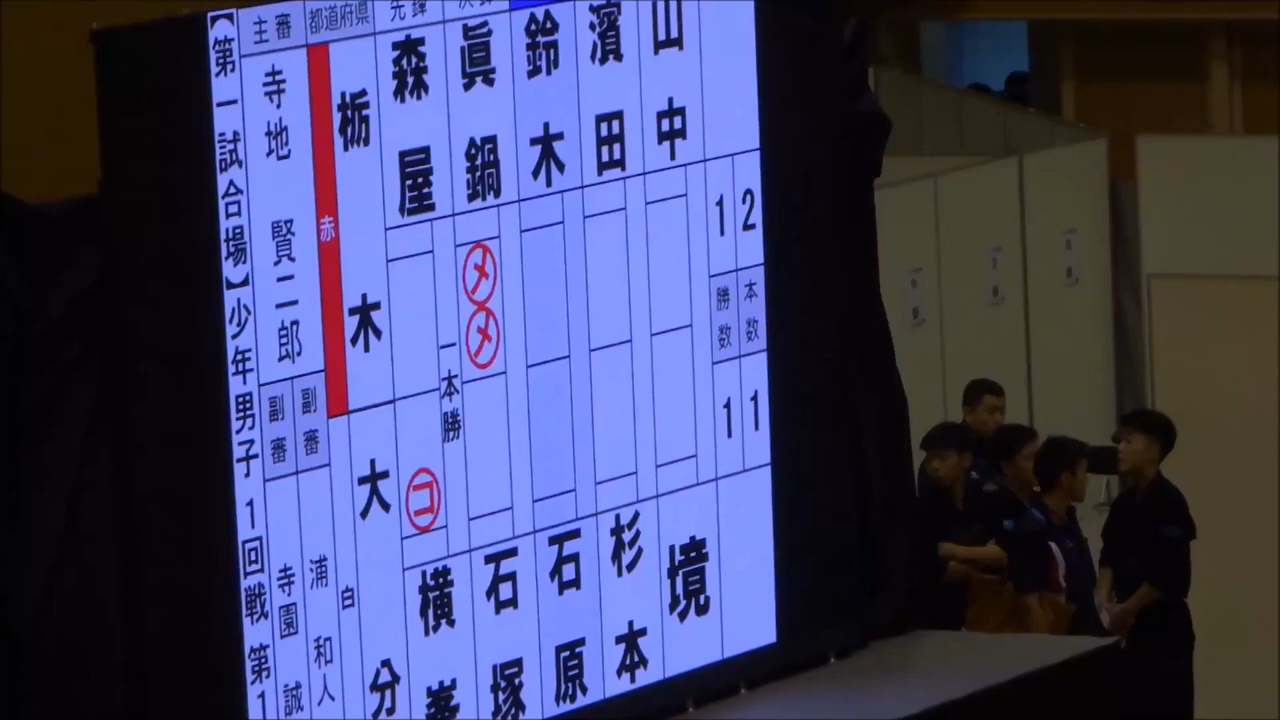 【第一試合場】少年男子 1回戦 第1
主審
寺地 賢二郎
副審
副審
寺園 誠
浦 和人
都道府県
赤
栃木
白
大分
先鋒
森屋
一本勝
コ
横峯
眞鍋
メメ
石塚
鈴木
石原
濱田
杉本
山中
境
1 2
勝数 本数
1 1